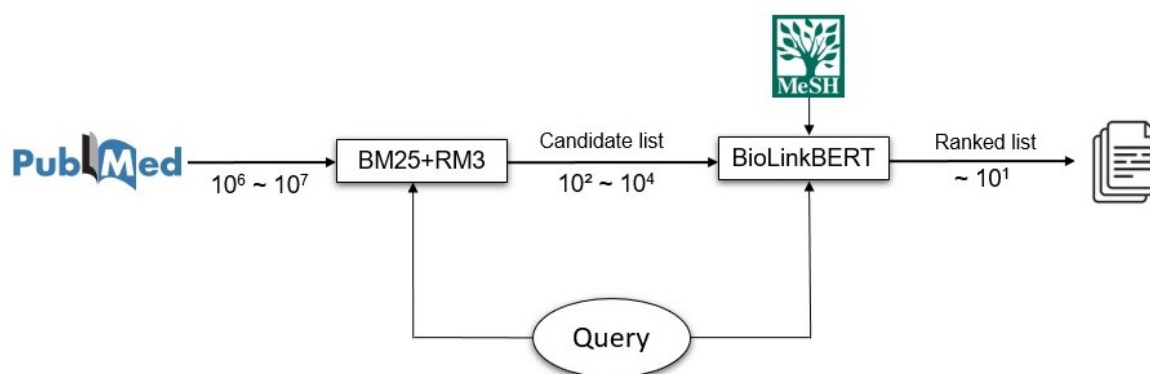 MeSH
PubMed
BM25+RM3
Candidate list
BioLinkBERT
Ranked list
10⁶ ~ 10⁷
10² ~ 10⁴
~ 10¹
Query